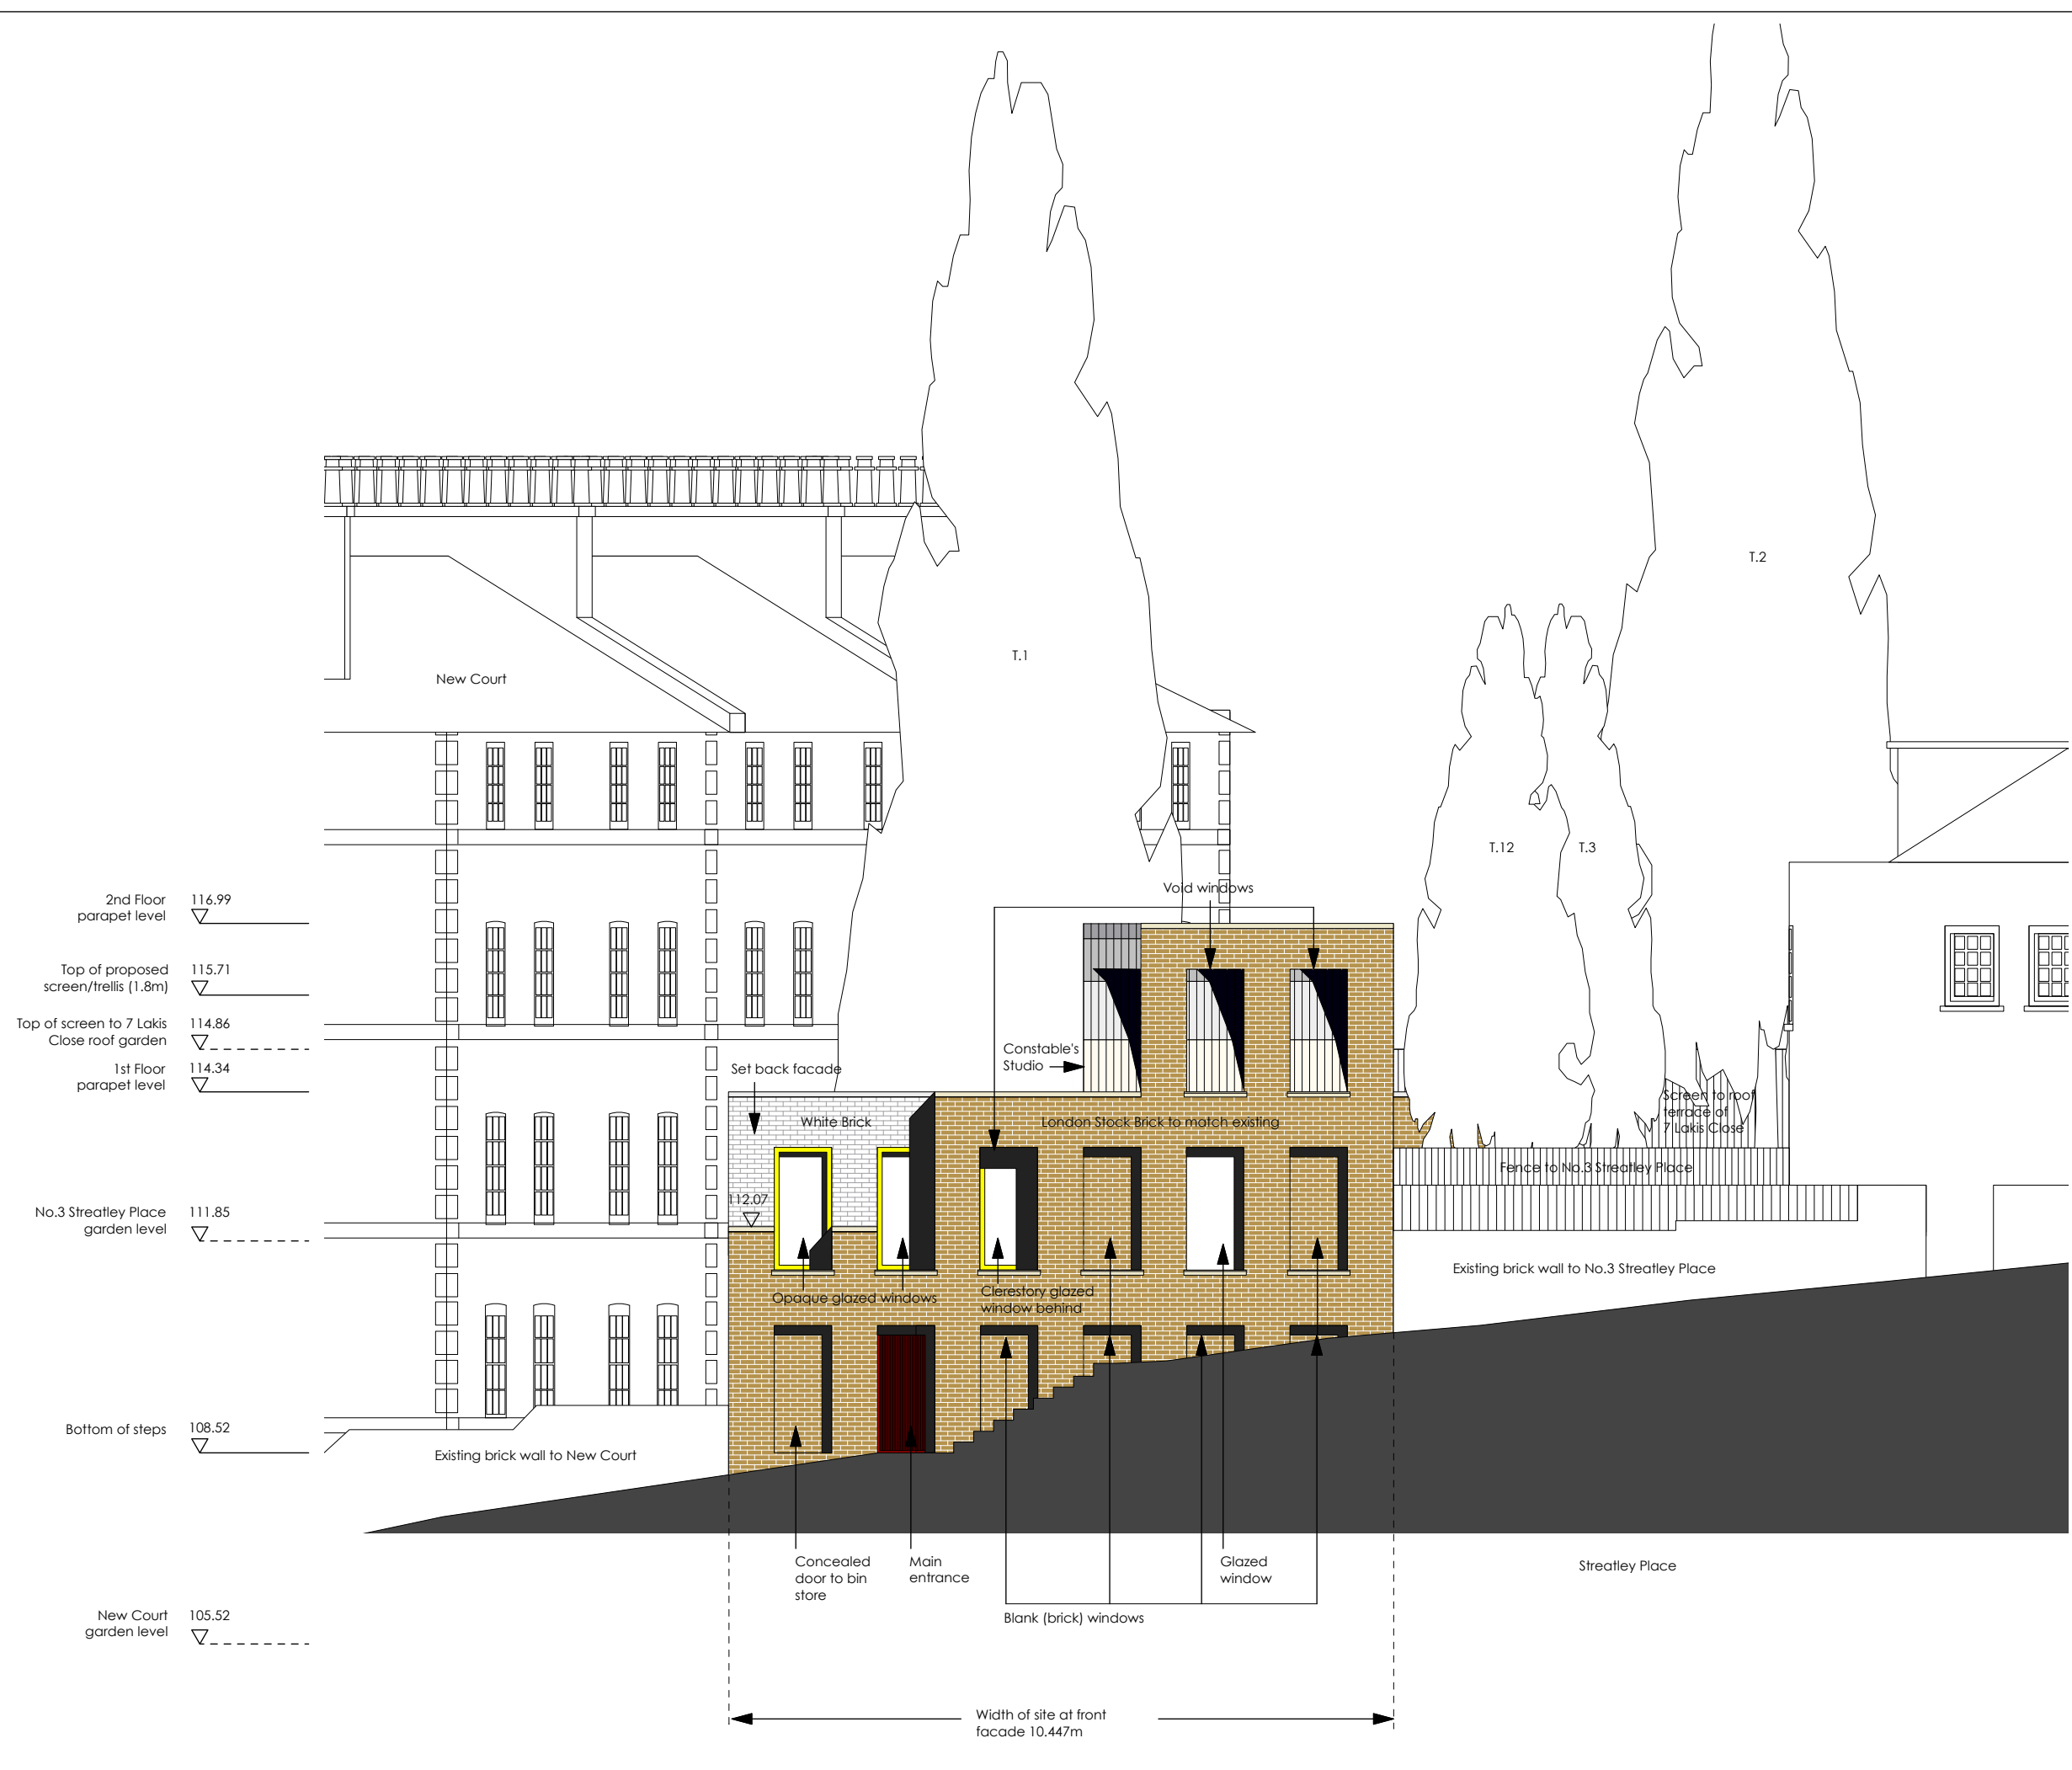 T.2
T.1
New Court
T.12
T.3
Void windows
2nd Floor
parapet level
116.99
Top of proposed
screen/trellis (1.8m)
115.71
Top of screen to 7 Lakis
Close roof garden
114.86
1st Floor
parapet level
114.34
Constable's
Studio
Set back facade
White Brick
London Stock Brick to match existing
Screen to roof
terrace of
7 Lakis Close
Fence to No.3 Streatley Place
112.07
No.3 Streatley Place
garden level
111.85
Existing brick wall to No.3 Streatley Place
Opaque glazed windows
Clerestory glazed
window behind
Bottom of steps
108.52
Existing brick wall to New Court
Concealed
door to bin
store
Main
entrance
Glazed
window
Streatley Place
Blank (brick) windows
New Court
garden level
105.52
Width of site at front
facade 10.447m